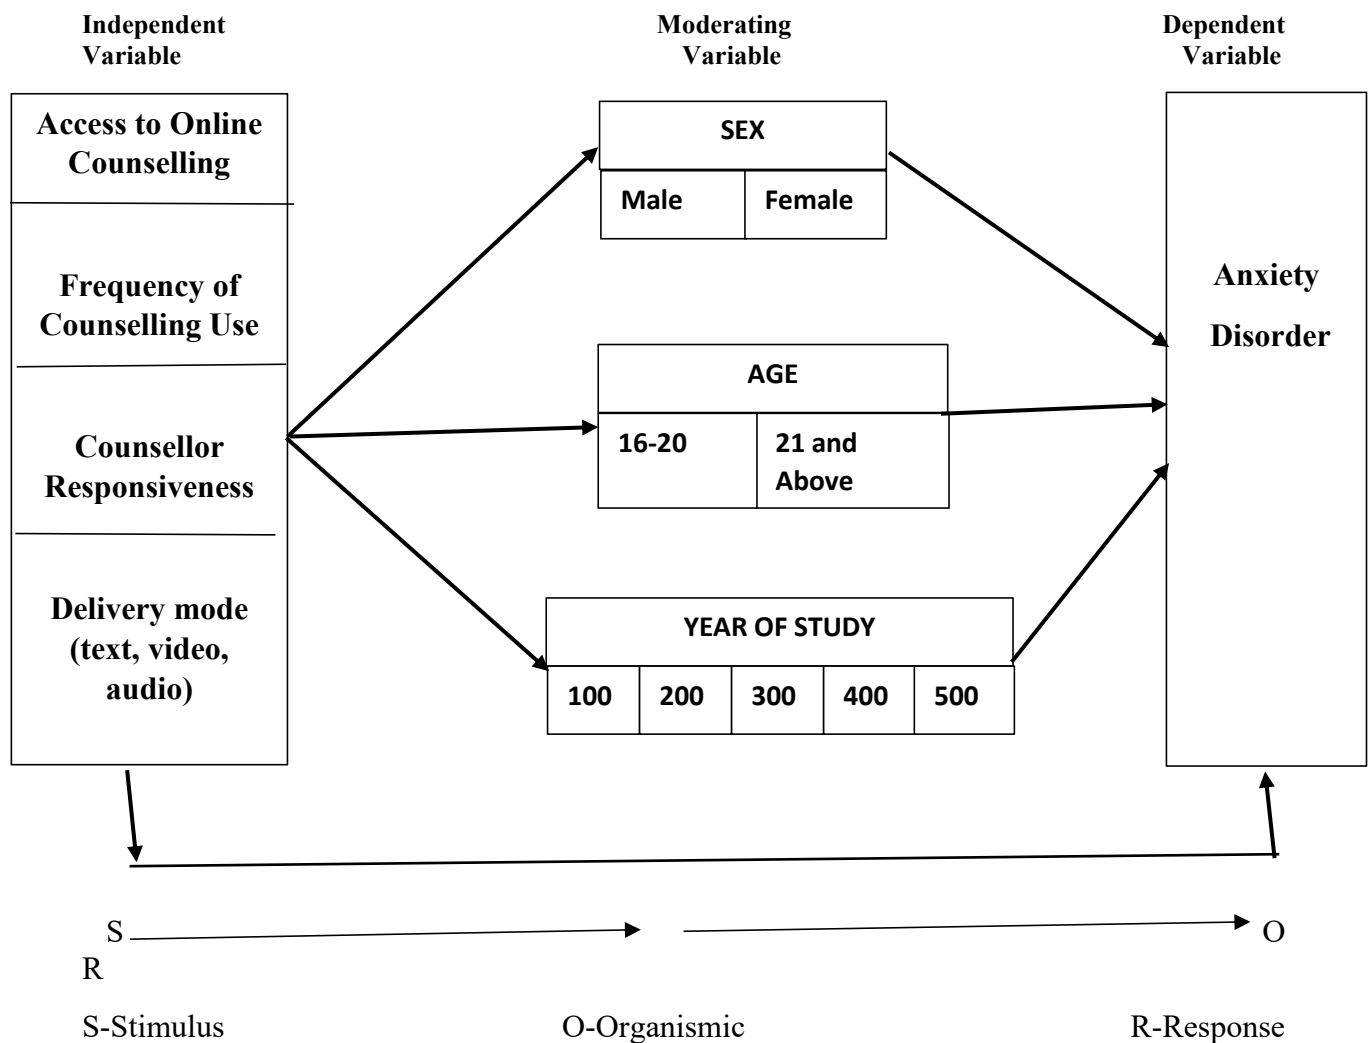 Independent
Variable
Moderating
Variable
Dependent
Variable
Access to Online
Counselling
Frequency of
Counselling Use
Counsellor
Responsiveness
Delivery mode
(text, video,
audio)
SEX
Male Female
AGE
16-20 21 and
Above
YEAR OF STUDY
100 200 300 400 500
Anxiety
Disorder
S O
R
S-Stimulus O-Organismic R-Response